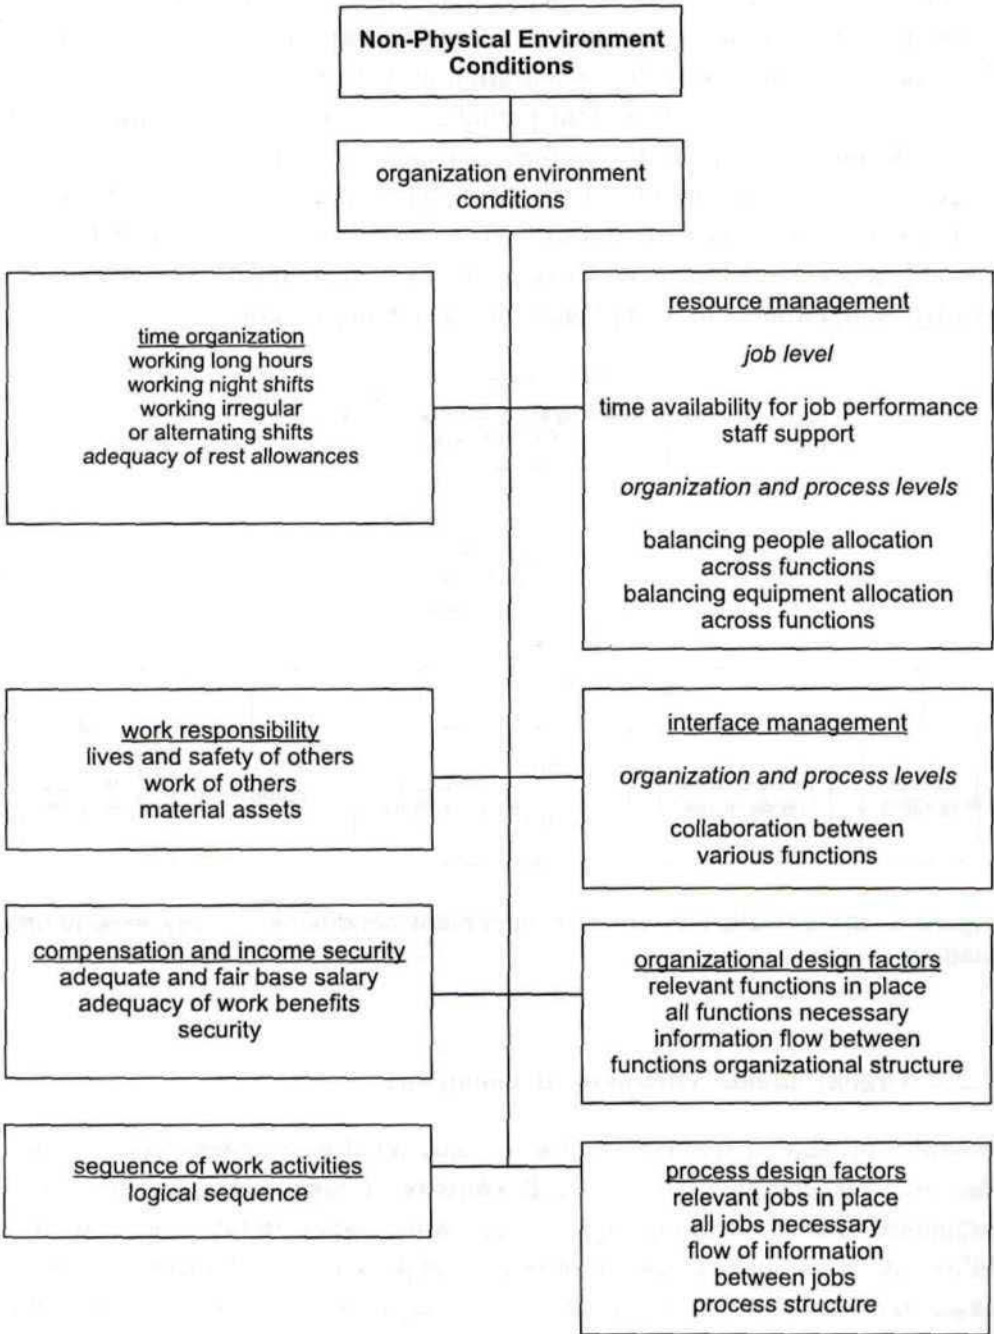 Non-Physical Environment
Conditions
organization environment
conditions
time organization
working long hours
working night shifts
working irregular
or alternating shifts
adequacy of rest allowances
resource management
job level
time availability for job performance
staff support
organization and process levels
balancing people allocation
across functions
balancing equipment allocation
across functions
work responsibility
lives and safety of others
work of others
material assets
interface management
organization and process levels
collaboration between
various functions
compensation and income security
adequate and fair base salary
adequacy of work benefits
security
organizational design factors
relevant functions in place
all functions necessary
information flow between
functions organizational structure
sequence of work activities
logical sequence
process design factors
relevant jobs in place
all jobs necessary
flow of information
between jobs
process structure